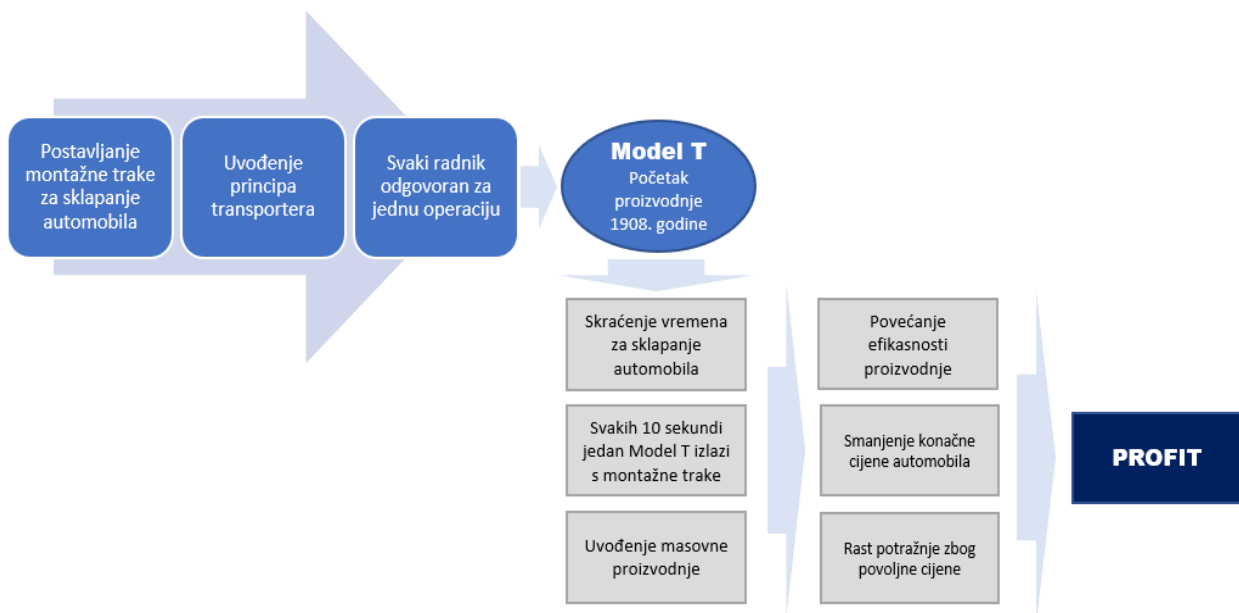 Postavljanje
montažne trake
za sklapanje
automobila
Uvođenje
principa
transportera
Svaki radnik
odgovoran za
jednu operaciju
Model T
Početak
proizvodnje
1908. godine
Skraćenje vremena
za sklapanje
automobila
Svakih 10 sekundi
jedan Model T izlazi
s montažne trake
Uvođenje masovne
proizvodnje
Povećanje
efikasnosti
proizvodnje
Smanjenje konačne
cijene automobila
Rast potražnje zbog
povoljne cijene
PROFIT